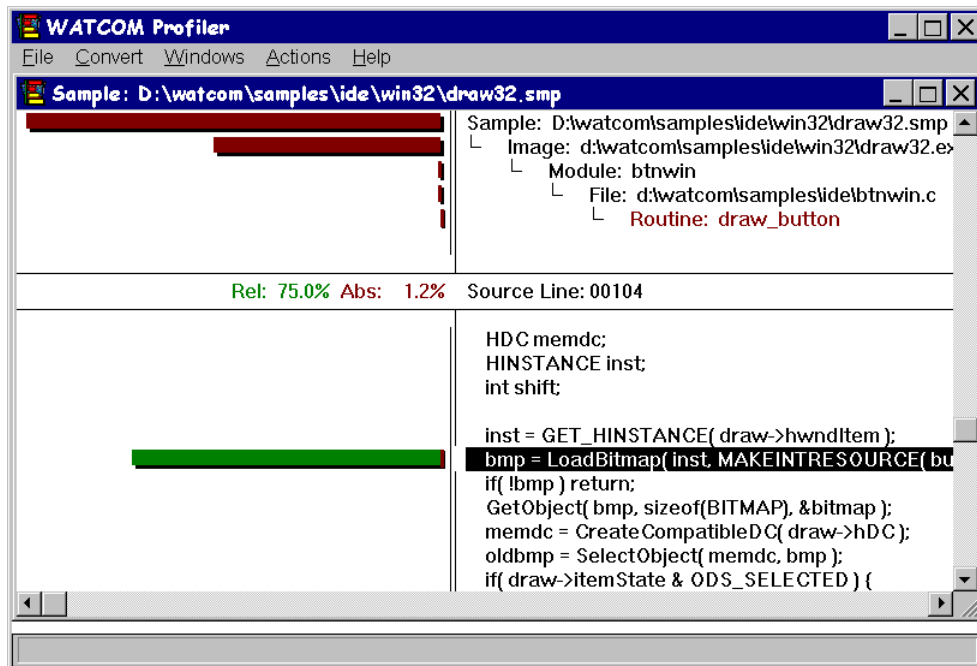 WATCOM Profiler
File Convert Windows Actions Help
Sample: D:\watcom\samples\ide\win32\draw32.smp
Sample: D:\watcom\samples\ide\win32\draw32.smp
Image: d:\watcom\samples\ide\win32\draw32.ex
Module: btnwin
File: d:\watcom\samples\ide\btnwin.c
Routine: draw_button
Rel: 75.0% Abs: 1.2% Source Line: 00104
HDC memdc;
HINSTANCE inst;
int shift;
inst = GET_HINSTANCE( draw->hwndItem );
bmp = LoadBitmap( inst, MAKEINTRESOURCE( bu
if( !bmp ) return;
GetObject( bmp, sizeof(BITMAP), &bitmap );
memdc = CreateCompatibleDC( draw->hDC );
oldbmp = SelectObject( memdc, bmp );
if( draw->itemState & ODS_SELECTED ) {